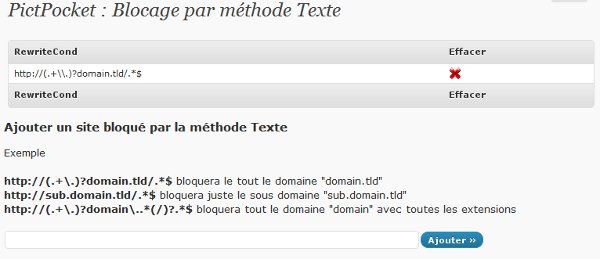 PictPocket : Blocage par méthode Texte
RewriteCond Effacer
http://(.+\\.)?domain.tld/.*$
RewriteCond Effacer
Ajouter un site bloqué par la méthode Texte
Exemple
http://(.+\.)?domain.tld/.*$ bloquera le tout le domaine "domain.tld"
http://sub.domain.tld/.*$ bloquera juste le sous domaine "sub.domain.tld"
http://(.+\.)?domain\..*(/)?.*$ bloquera tout le domaine "domain" avec toutes les extensions
Ajouter »